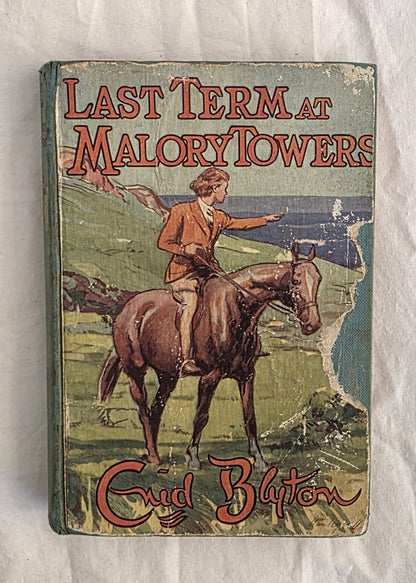 LAST TERM AT
MALORY TOWERS
Enid Blyton